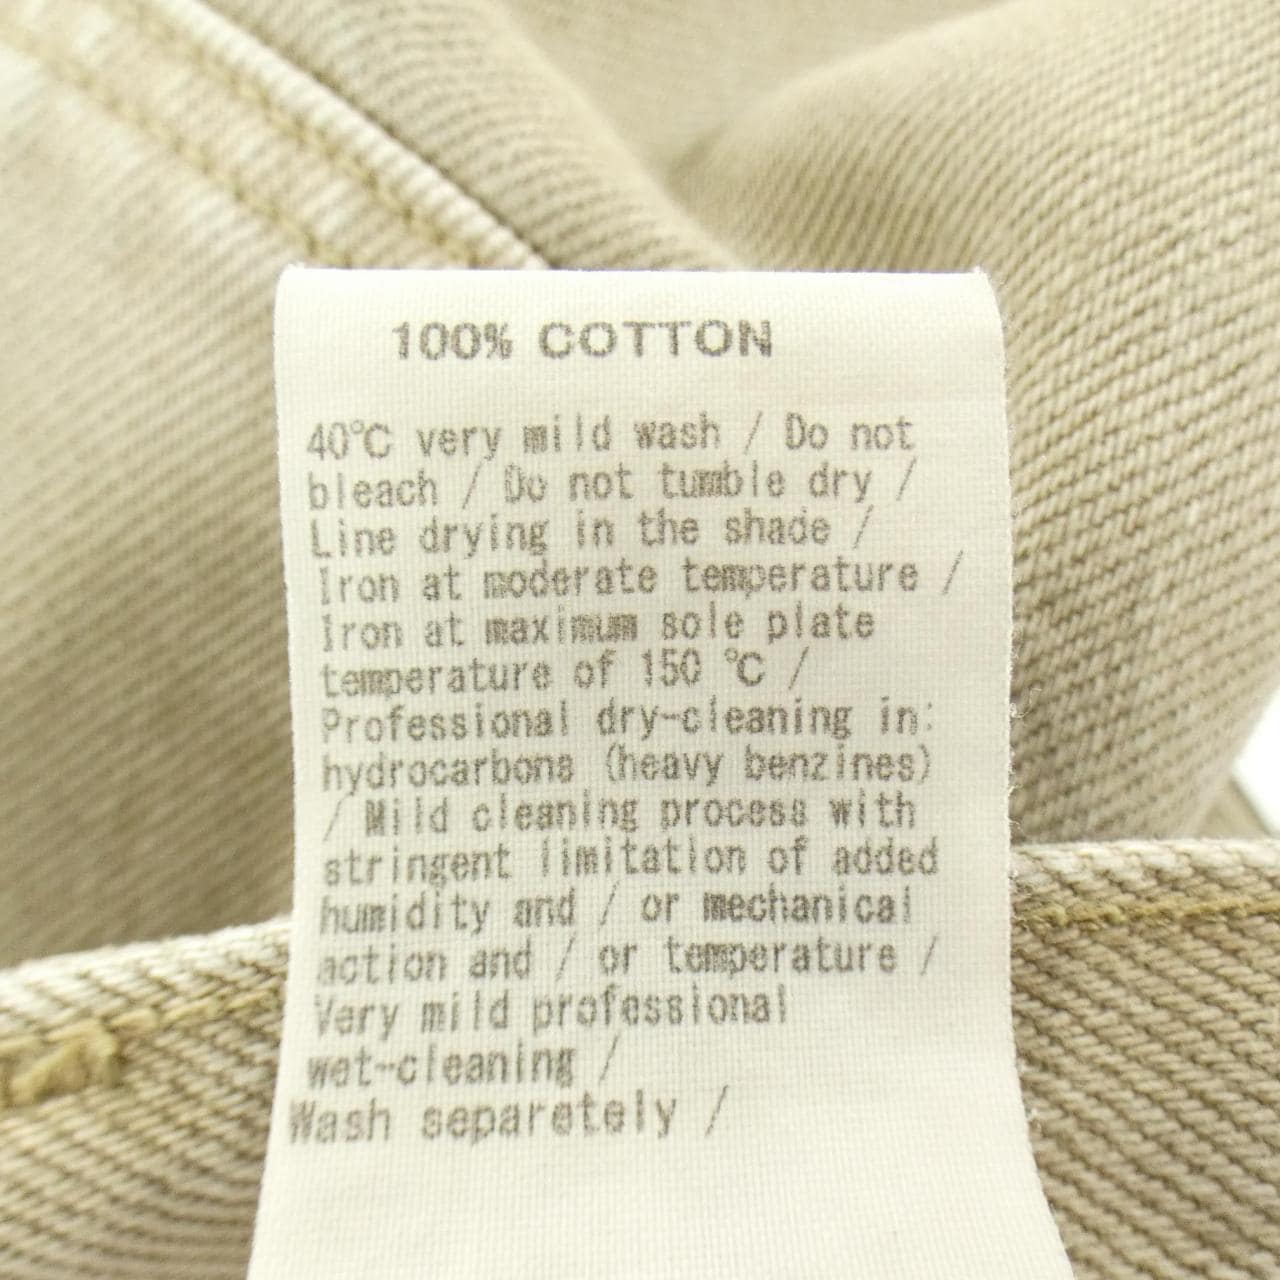 100% COTTON
40℃ very mild wash / Do not
bleach / Do not tumble dry /
Line drying in the shade /
Iron at moderate temperature /
Iron at maximum sole plate
temperature of 150 ℃ /
Professional dry-cleaning in:
hydrocarbons (heavy benzines)
/ Mild cleaning process with
stringent limitation of added
humidity and / or mechanical
action and / or temperature /
Very mild professional
wet-cleaning /
Wash separetely /